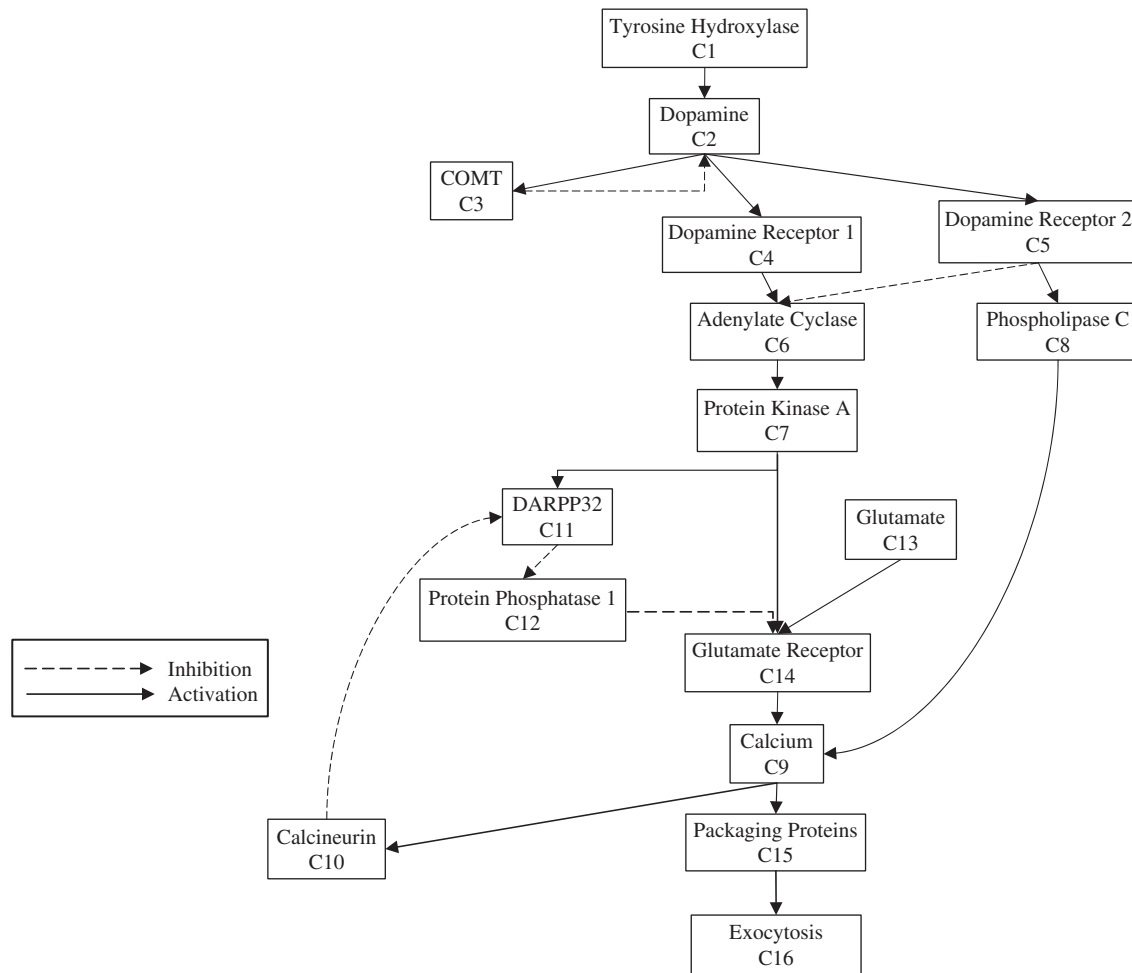 Tyrosine Hydroxylase
C1
Dopamine
C2
COMT
C3
Dopamine Receptor 1
C4
Dopamine Receptor 2
C5
Adenylate Cyclase
C6
Phospholipase C
C8
Protein Kinase A
C7
DARPP32
C11
Glutamate
C13
Protein Phosphatase 1
C12
Glutamate Receptor
C14
Inhibition
Activation
Calcium
C9
Calcineurin
C10
Packaging Proteins
C15
Exocytosis
C16